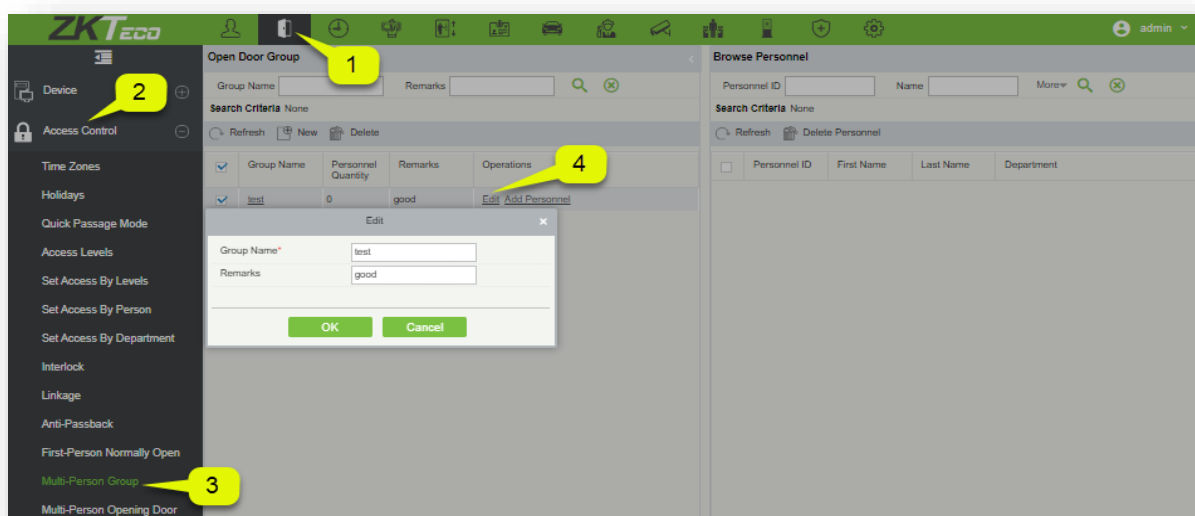 ZKTECO
admin
1
Open Door Group
Browse Personnel
Group Name
Remarks
Personnel ID
Name
More
Search Criteria None
Search Criteria None
Refresh New Delete
Refresh Delete Personnel
Group Name Personnel Quantity Remarks Operations
Personnel ID First Name Last Name Department
4
test 0 good Edit Add Personnel
2
Device
Access Control
Time Zones
Holidays
Quick Passage Mode
Access Levels
Set Access By Levels
Set Access By Person
Set Access By Department
Interlock
Linkage
Anti-Passback
First-Person Normally Open
Multi-Person Group
3
Multi-Person Opening Door
Edit
×
Group Name* test
Remarks good
OK Cancel